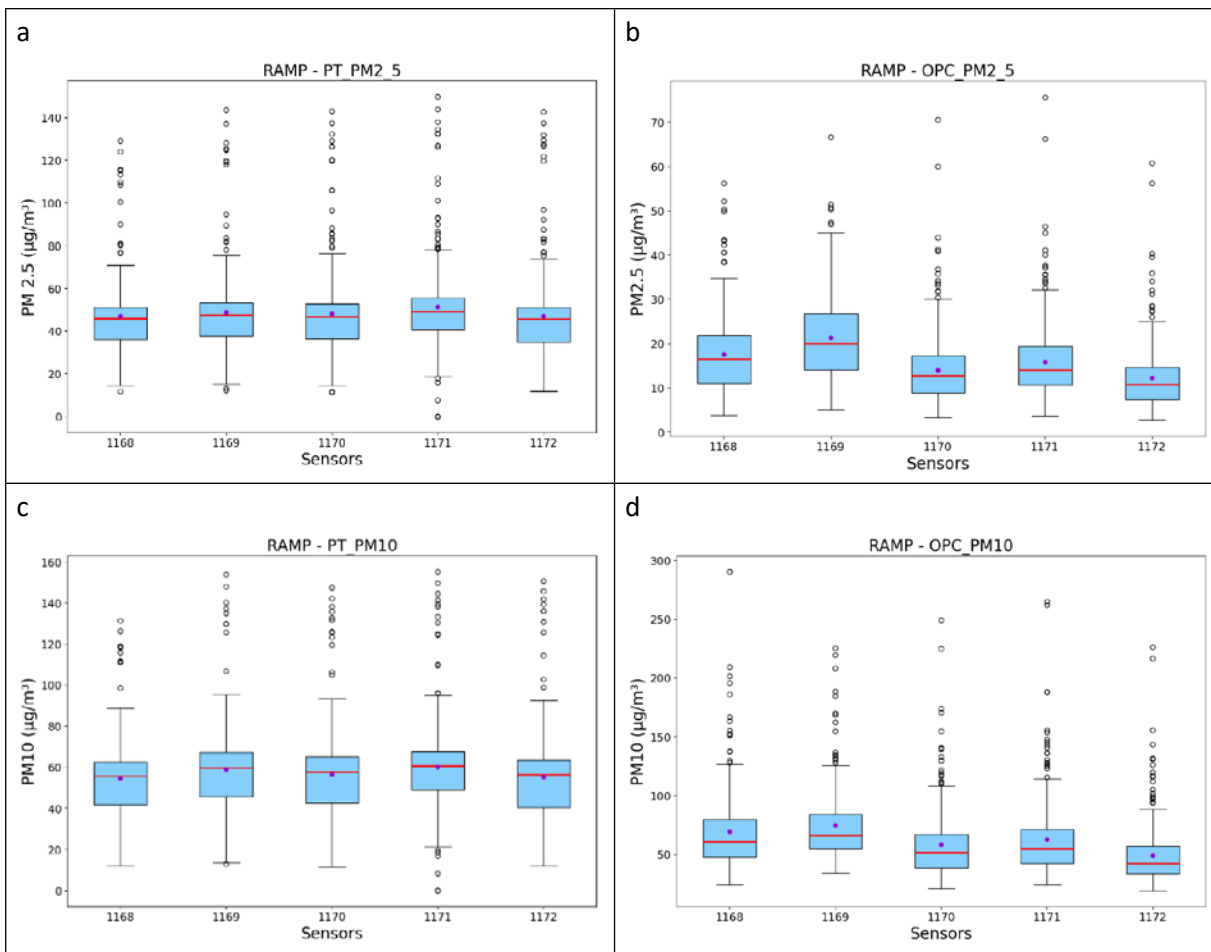 a
RAMP - PT_PM2_5
PM 2.5 (µg/m³)
140
120
100
80
60
40
20
0
1168 1169 1170 1171 1172
Sensors
b
RAMP - OPC_PM2_5
PM2.5 (µg/m³)
70
60
50
40
30
20
10
0
1168 1169 1170 1171 1172
Sensors
c
RAMP - PT_PM10
PM10 (µg/m³)
160
140
120
100
80
60
40
20
0
1168 1169 1170 1171 1172
Sensors
d
RAMP - OPC_PM10
PM10 (µg/m³)
300
250
200
150
100
50
1168 1169 1170 1171 1172
Sensors